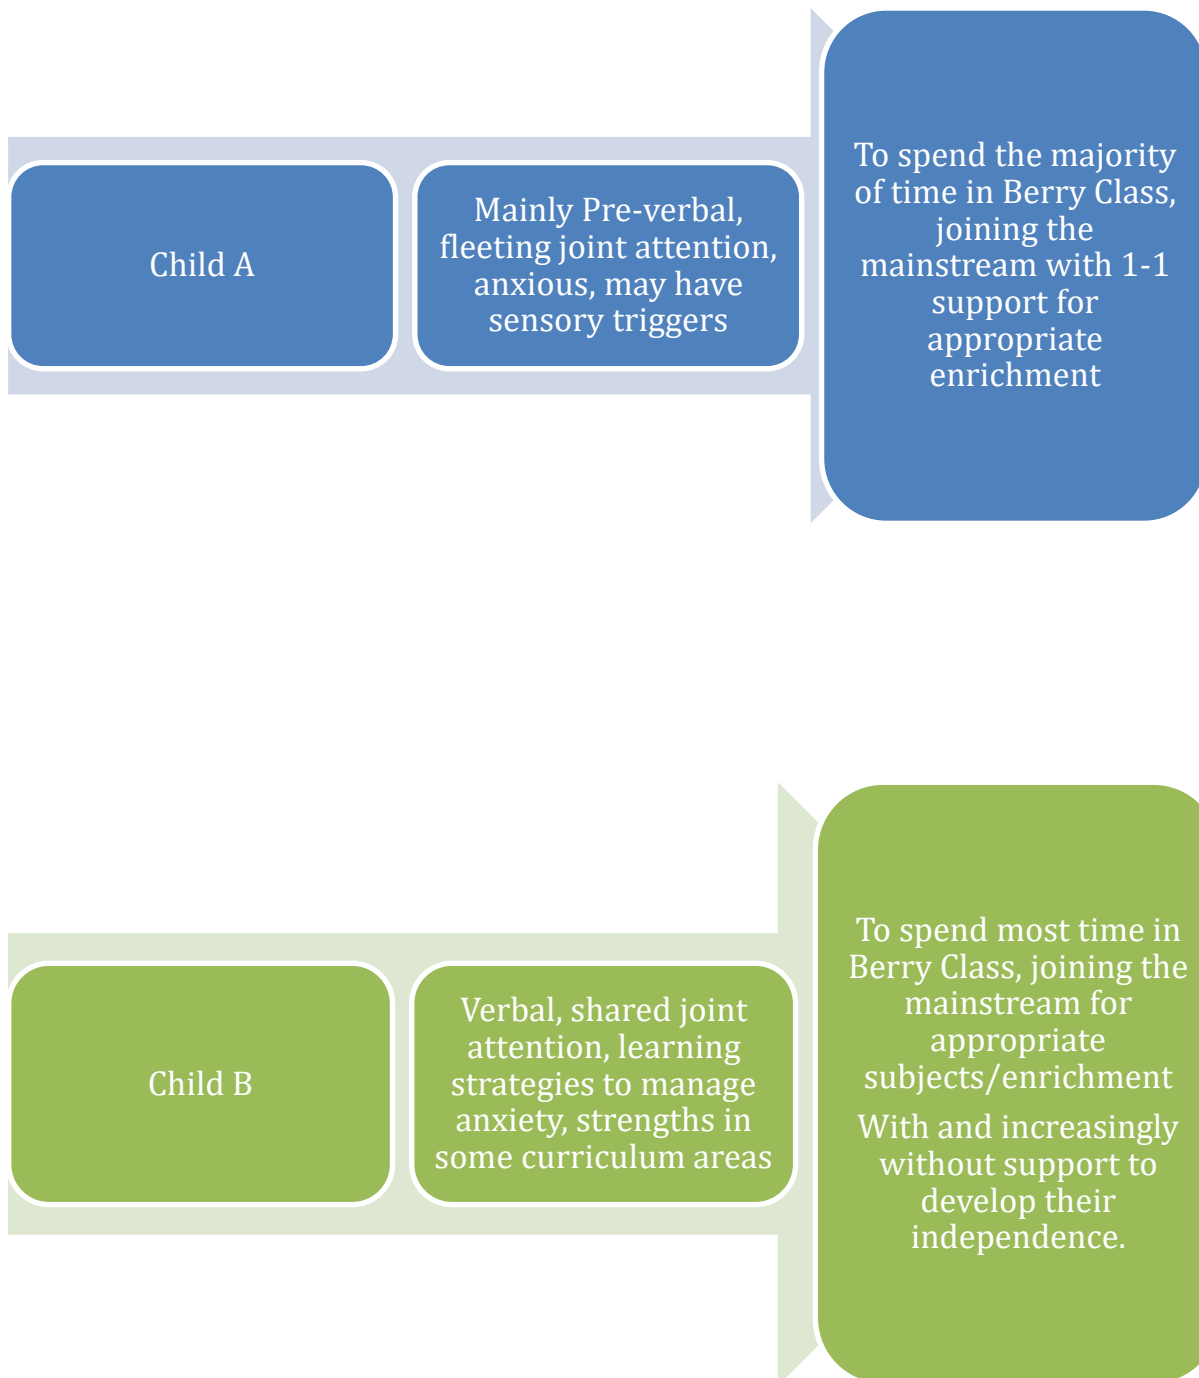 Child A
Mainly Pre-verbal,
fleeting joint attention,
anxious, may have
sensory triggers
To spend the majority
of time in Berry Class,
joining the
mainstream with 1-1
support for
appropriate
enrichment
Child B
Verbal, shared joint
attention, learning
strategies to manage
anxiety, strengths in
some curriculum areas
To spend most time in
Berry Class, joining the
mainstream for
appropriate
subjects/enrichment
With and increasingly
without support to
develop their
independence.